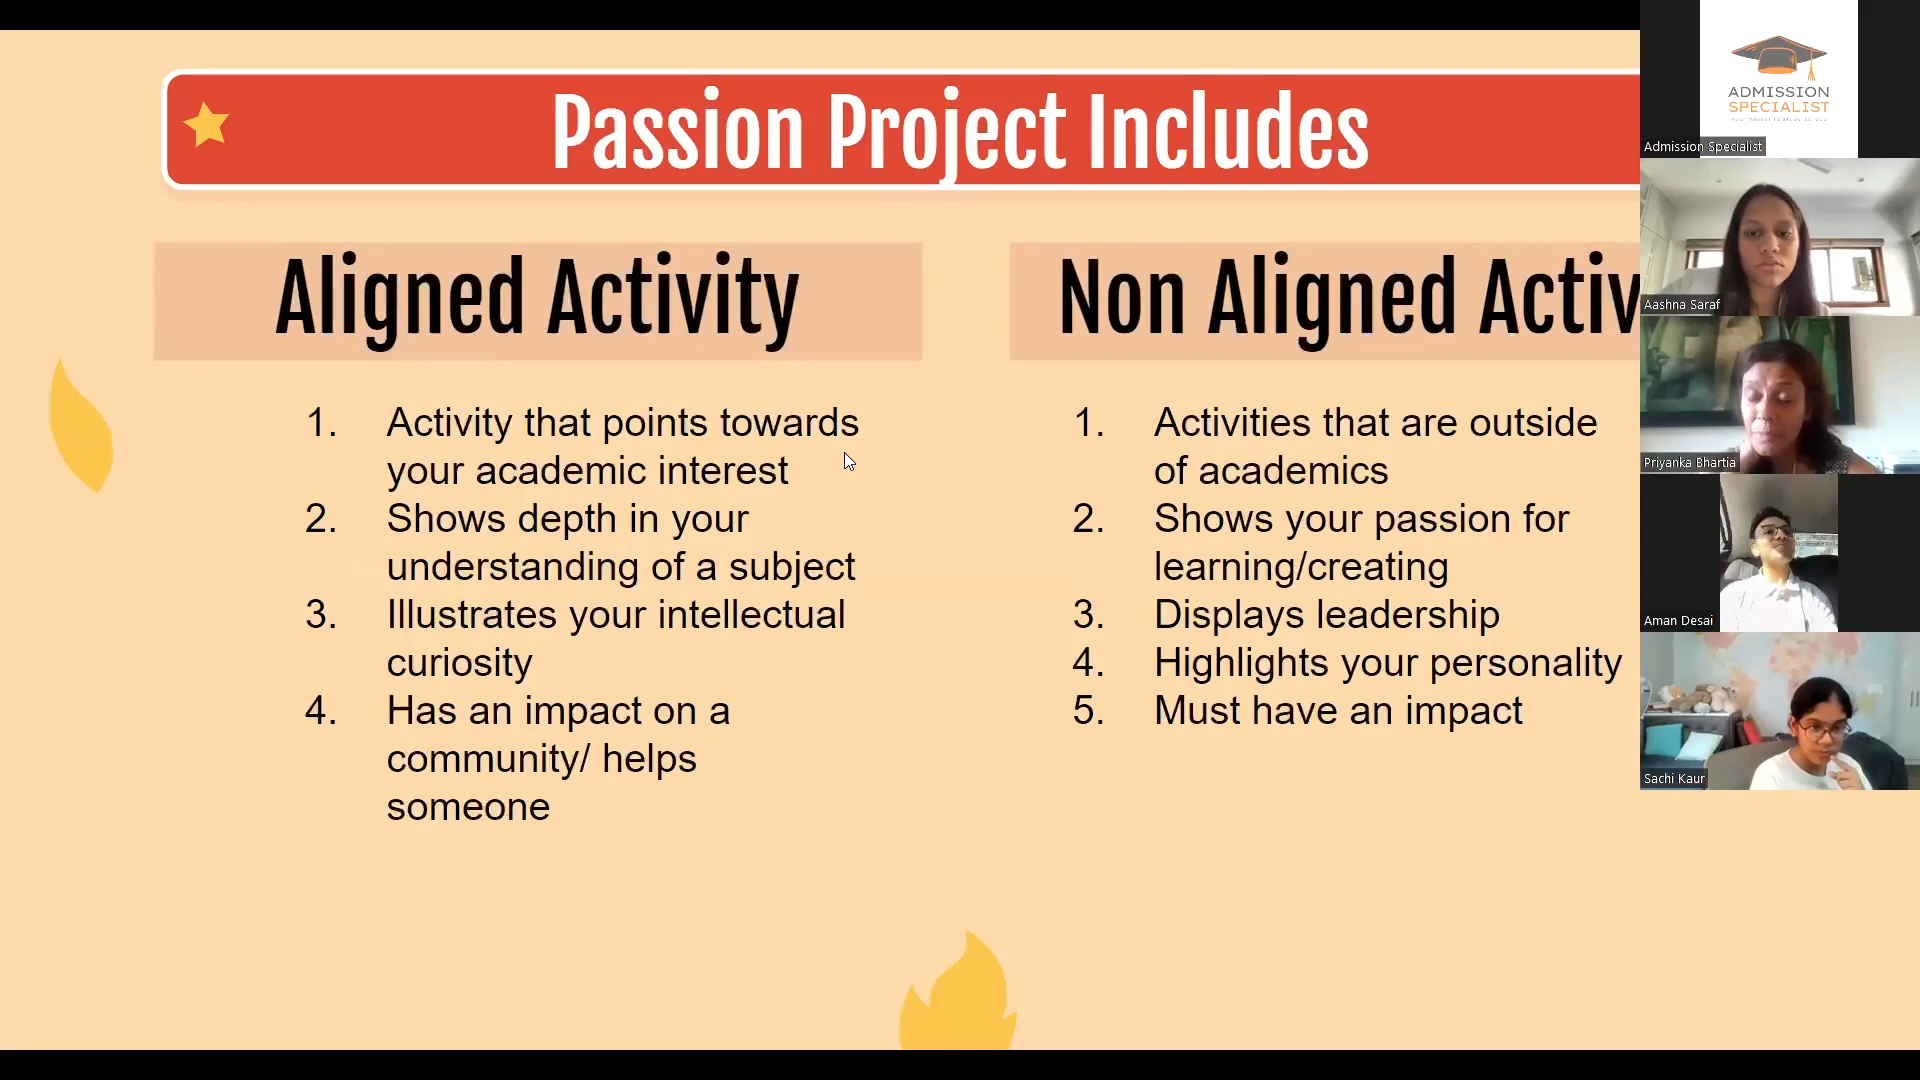 Passion Project Includes
Aligned Activity
1. Activity that points towards
your academic interest
2. Shows depth in your
understanding of a subject
3. Illustrates your intellectual
curiosity
4. Has an impact on a
community/ helps
someone
Non Aligned Activ
1. Activities that are outside
of academics
2. Shows your passion for
learning/creating
3. Displays leadership
4. Highlights your personality
5. Must have an impact
ADMISSION
SPECIALIST
Admission Specialist
Aashna Saraf
Priyanka Bhartia
Aman Desai
Sachi Kaur